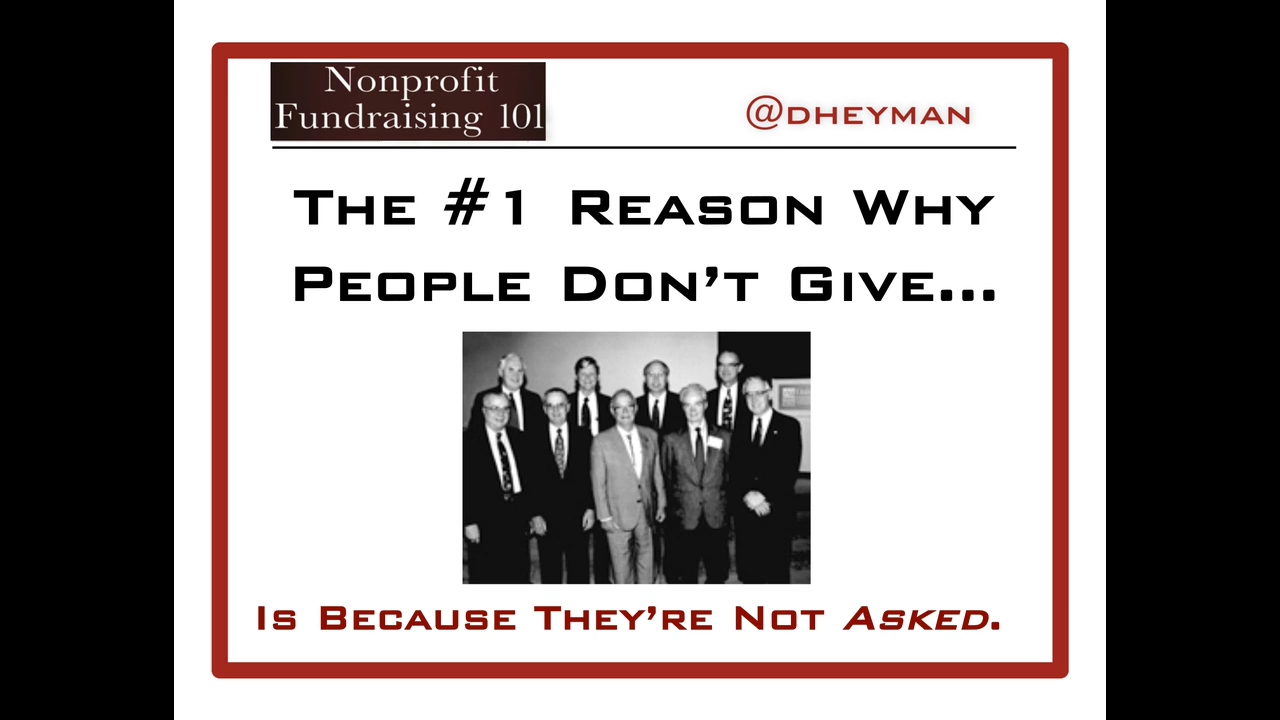 Nonprofit
Fundraising 101
@DHEYMAN
THE #1 REASON WHY
PEOPLE DON'T GIVE...
IS BECAUSE THEY'RE NOT ASKED.